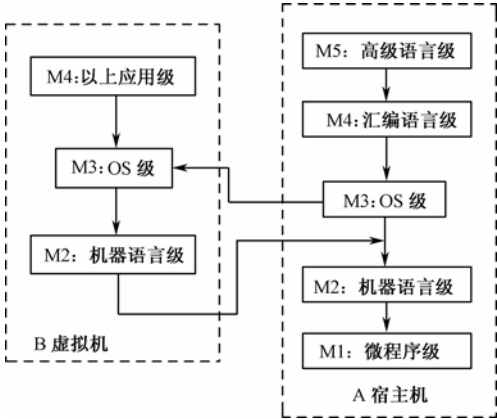 M4:以上应用级
M3:OS 级
M2：机器语言级
B 虚拟机
M5：高级语言级
M4:汇编语言级
M3:OS 级
M2：机器语言级
M1：微程序级
A 宿主机